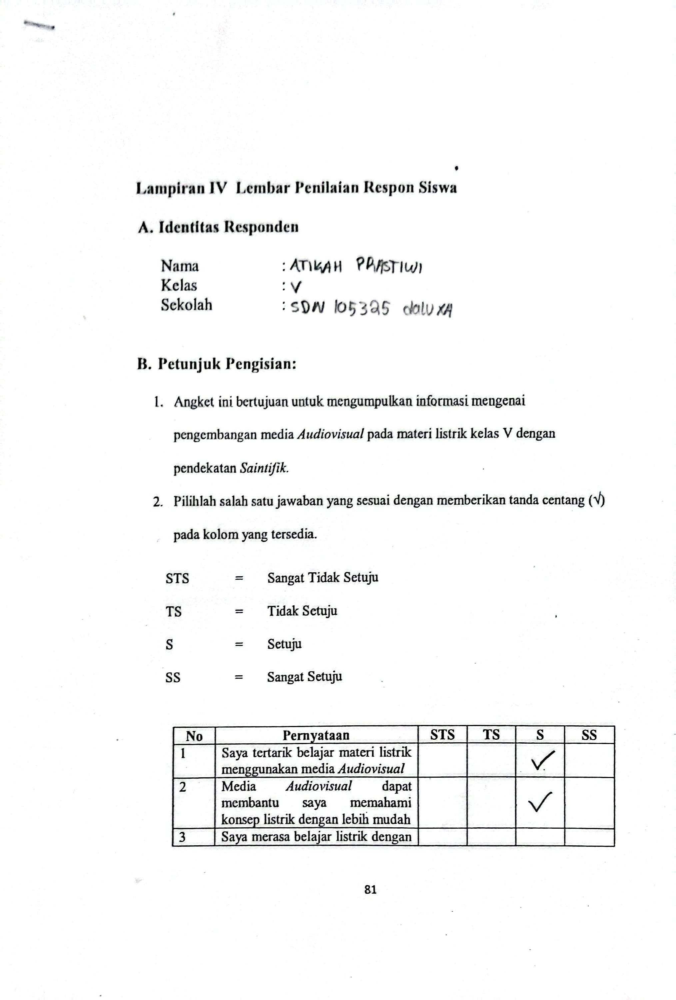 Lampiran IV Lembar Penilaian Respon Siswa
A. Identitas Responden
Nama : ATIKAH PRASTIWI
Kelas : V
Sekolah : SDN 105325 daluXA
B. Petunjuk Pengisian:
1. Angket ini bertujuan untuk mengumpulkan informasi mengenai
pengembangan media Audiovisual pada materi listrik kelas V dengan
pendekatan Saintifik.
2. Pilihlah salah satu jawaban yang sesuai dengan memberikan tanda centang (√)
pada kolom yang tersedia.
STS = Sangat Tidak Setuju
TS = Tidak Setuju
S = Setuju
SS = Sangat Setuju
No Pernyataan STS TS S SS
1 Saya tertarik belajar materi listrik ✓
menggunakan media Audiovisual
2 Media Audiovisual dapat
membantu saya memahami ✓
konsep listrik dengan lebih mudah
3 Saya merasa belajar listrik dengan
81